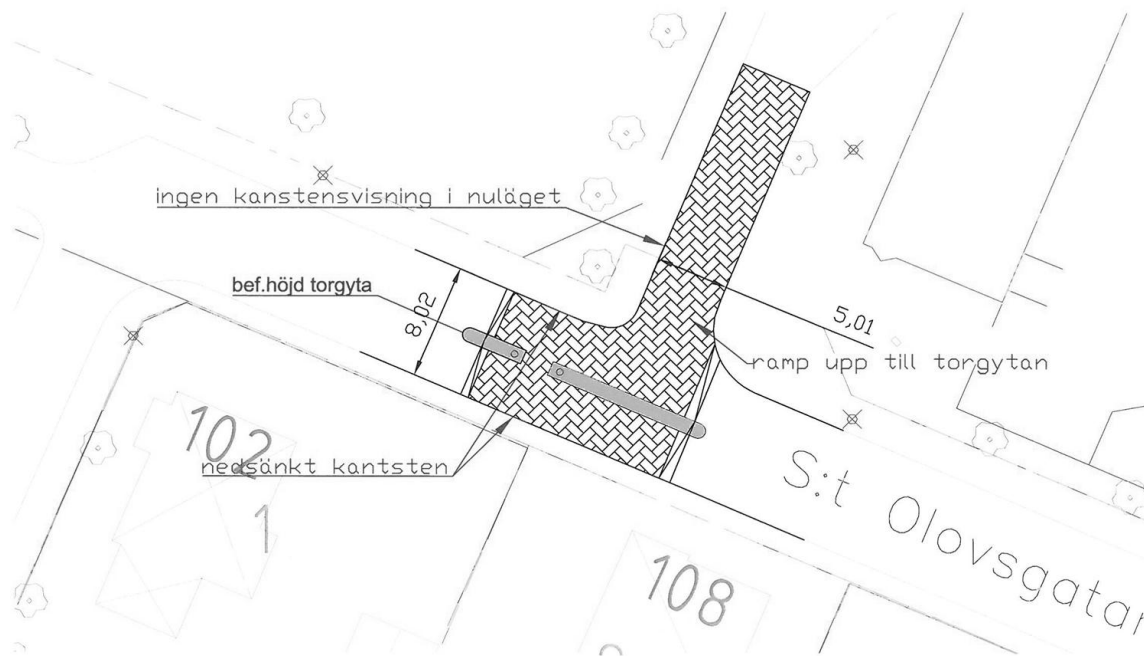 ingen kanstensvisning i nuläget
bef.höjd torgyta
8,02
5,01
ramp upp till torgytan
102
nedsänkt kantsten
1
S:t Olovsgatan
108